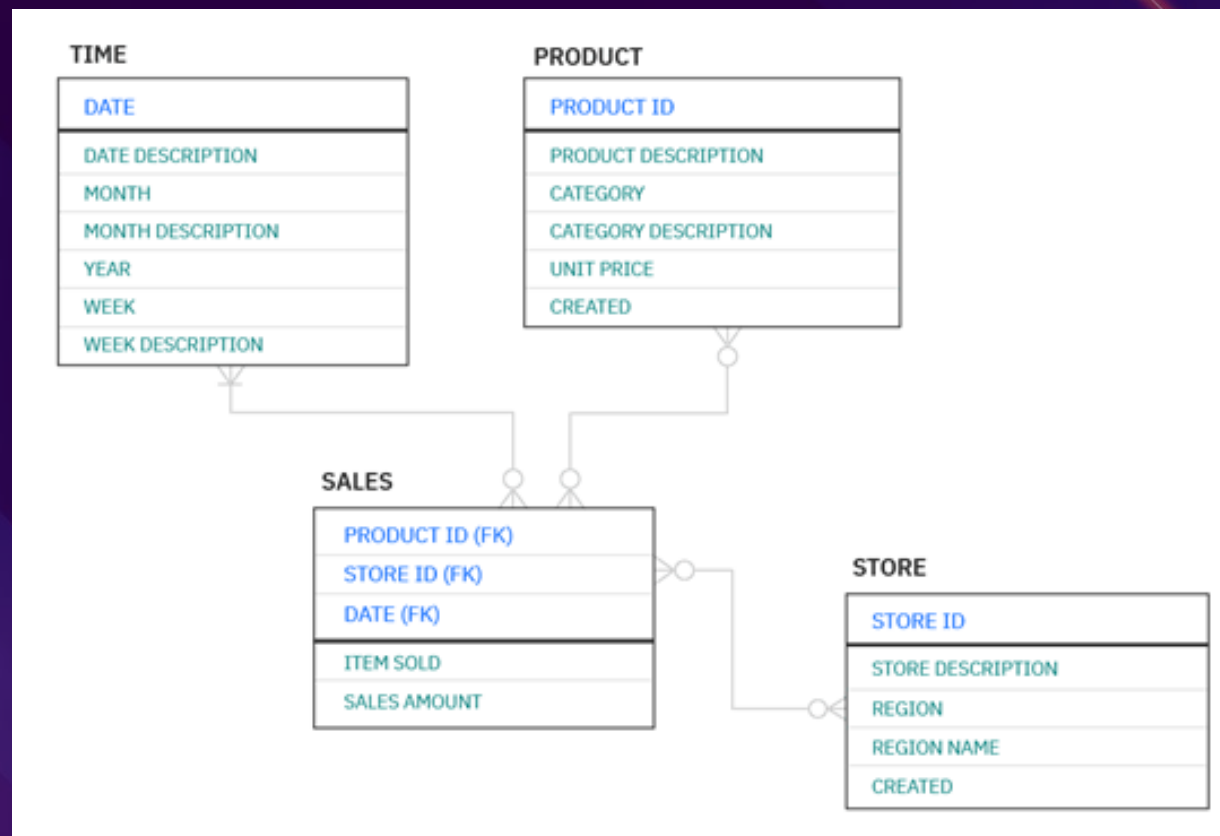 TIME
DATE
DATE DESCRIPTION
MONTH
MONTH DESCRIPTION
YEAR
WEEK
WEEK DESCRIPTION
PRODUCT
PRODUCT ID
PRODUCT DESCRIPTION
CATEGORY
CATEGORY DESCRIPTION
UNIT PRICE
CREATED
SALES
PRODUCT ID (FK)
STORE ID (FK)
DATE (FK)
ITEM SOLD
SALES AMOUNT
STORE
STORE ID
STORE DESCRIPTION
REGION
REGION NAME
CREATED